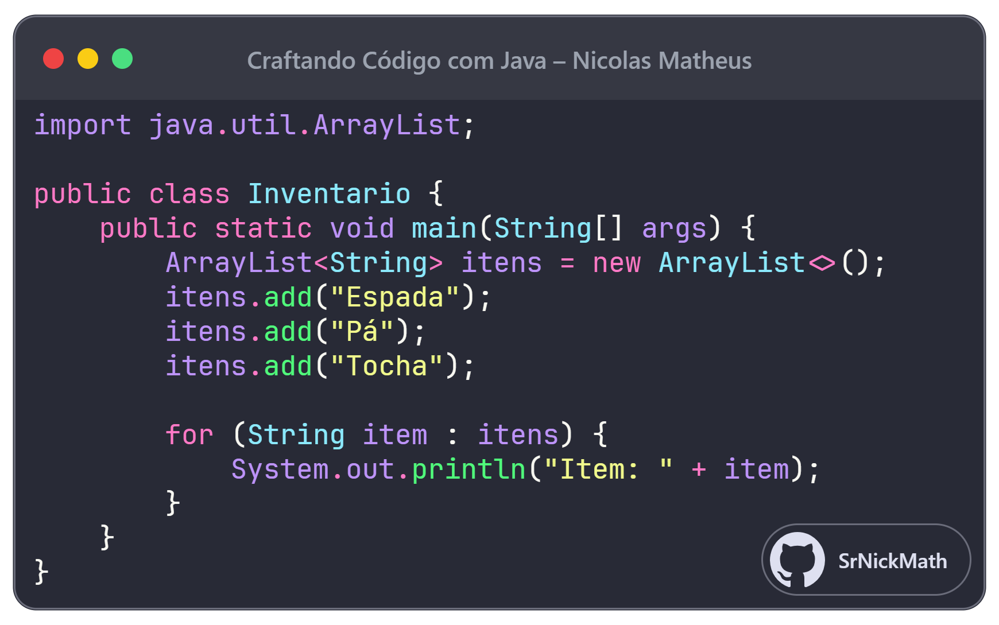 Craftando Código com Java – Nicolas Matheus
import java.util.ArrayList;
public class Inventario {
    public static void main(String[] args) {
        ArrayList<String> itens = new ArrayList<>();
        itens.add("Espada");
        itens.add("Pá");
        itens.add("Tocha");
        for (String item : itens) {
            System.out.println("Item: " + item);
        }
    }
}
SrNickMath